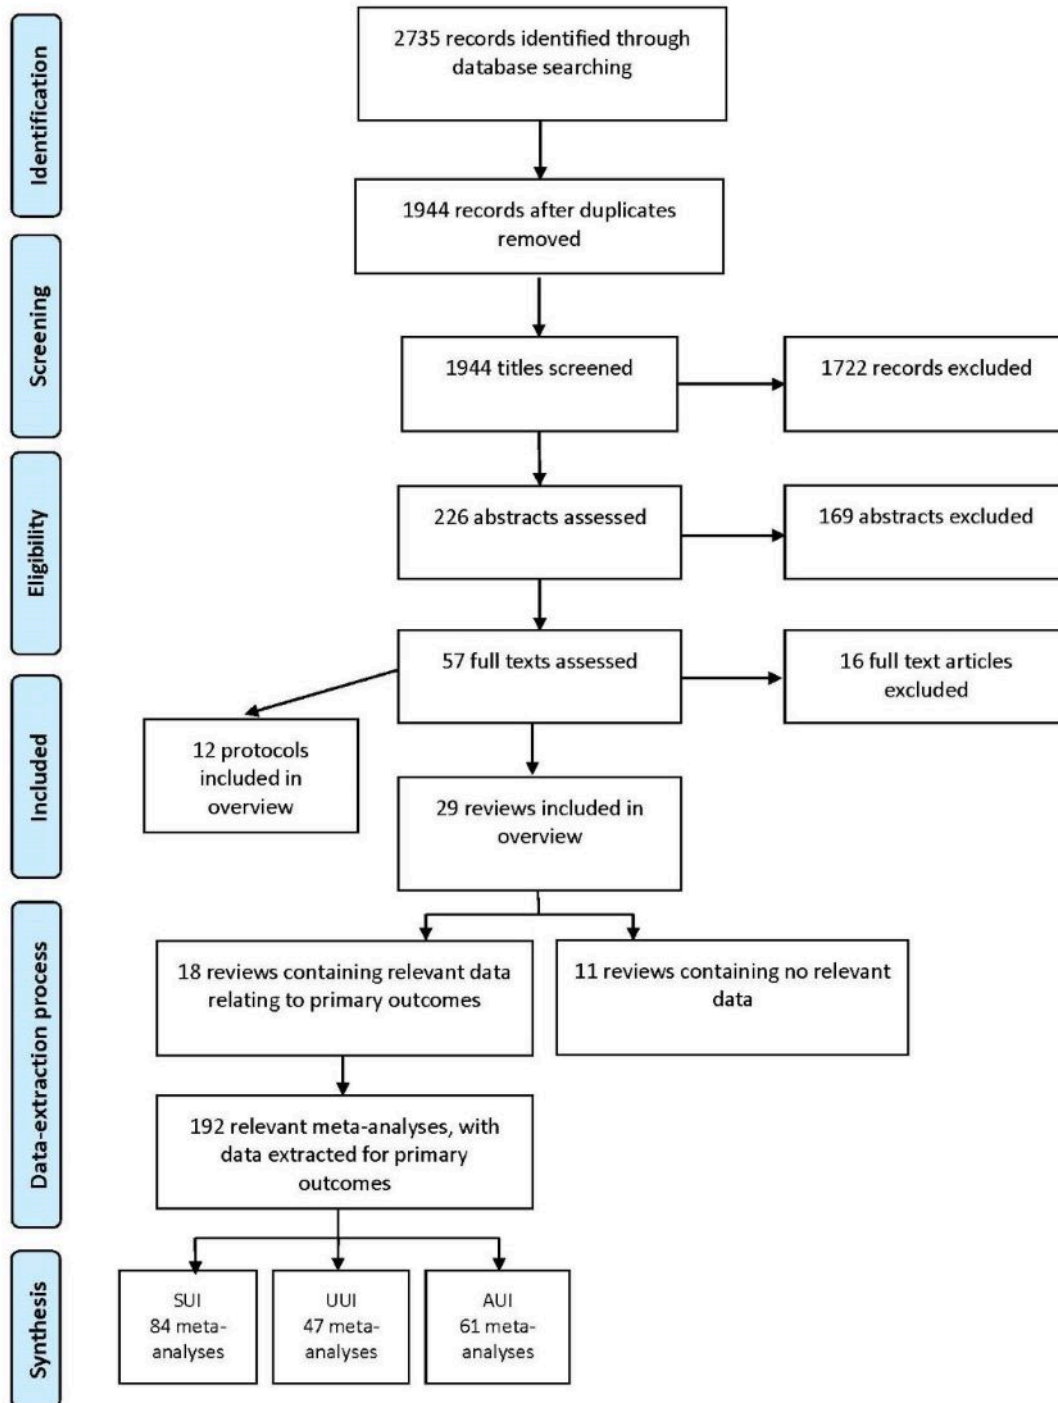 Identification
2735 records identified through
database searching
1944 records after duplicates
removed
Screening
1944 titles screened
1722 records excluded
Eligibility
226 abstracts assessed
169 abstracts excluded
57 full texts assessed
16 full text articles
excluded
Included
12 protocols
included in
overview
29 reviews included in
overview
Data-extraction process
18 reviews containing relevant data
relating to primary outcomes
11 reviews containing no relevant
data
192 relevant meta-analyses, with
data extracted for primary
outcomes
Synthesis
SUI
84 meta-
analyses
UUI
47 meta-
analyses
AUI
61 meta-
analyses